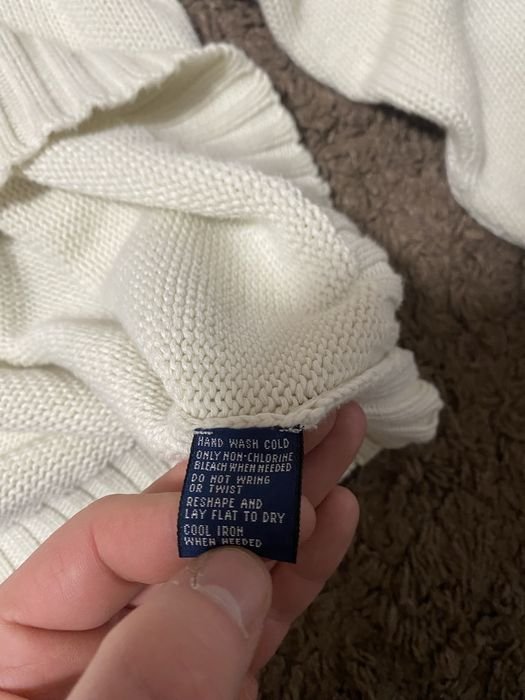 HAND WASH COLD
ONLY NON-CHLORINE
BLEACH WHEN NEEDED
DO NOT WRING
OR TWIST
RESHAPE AND
LAY FLAT TO DRY
COOL IRON
WHEN NEEDED